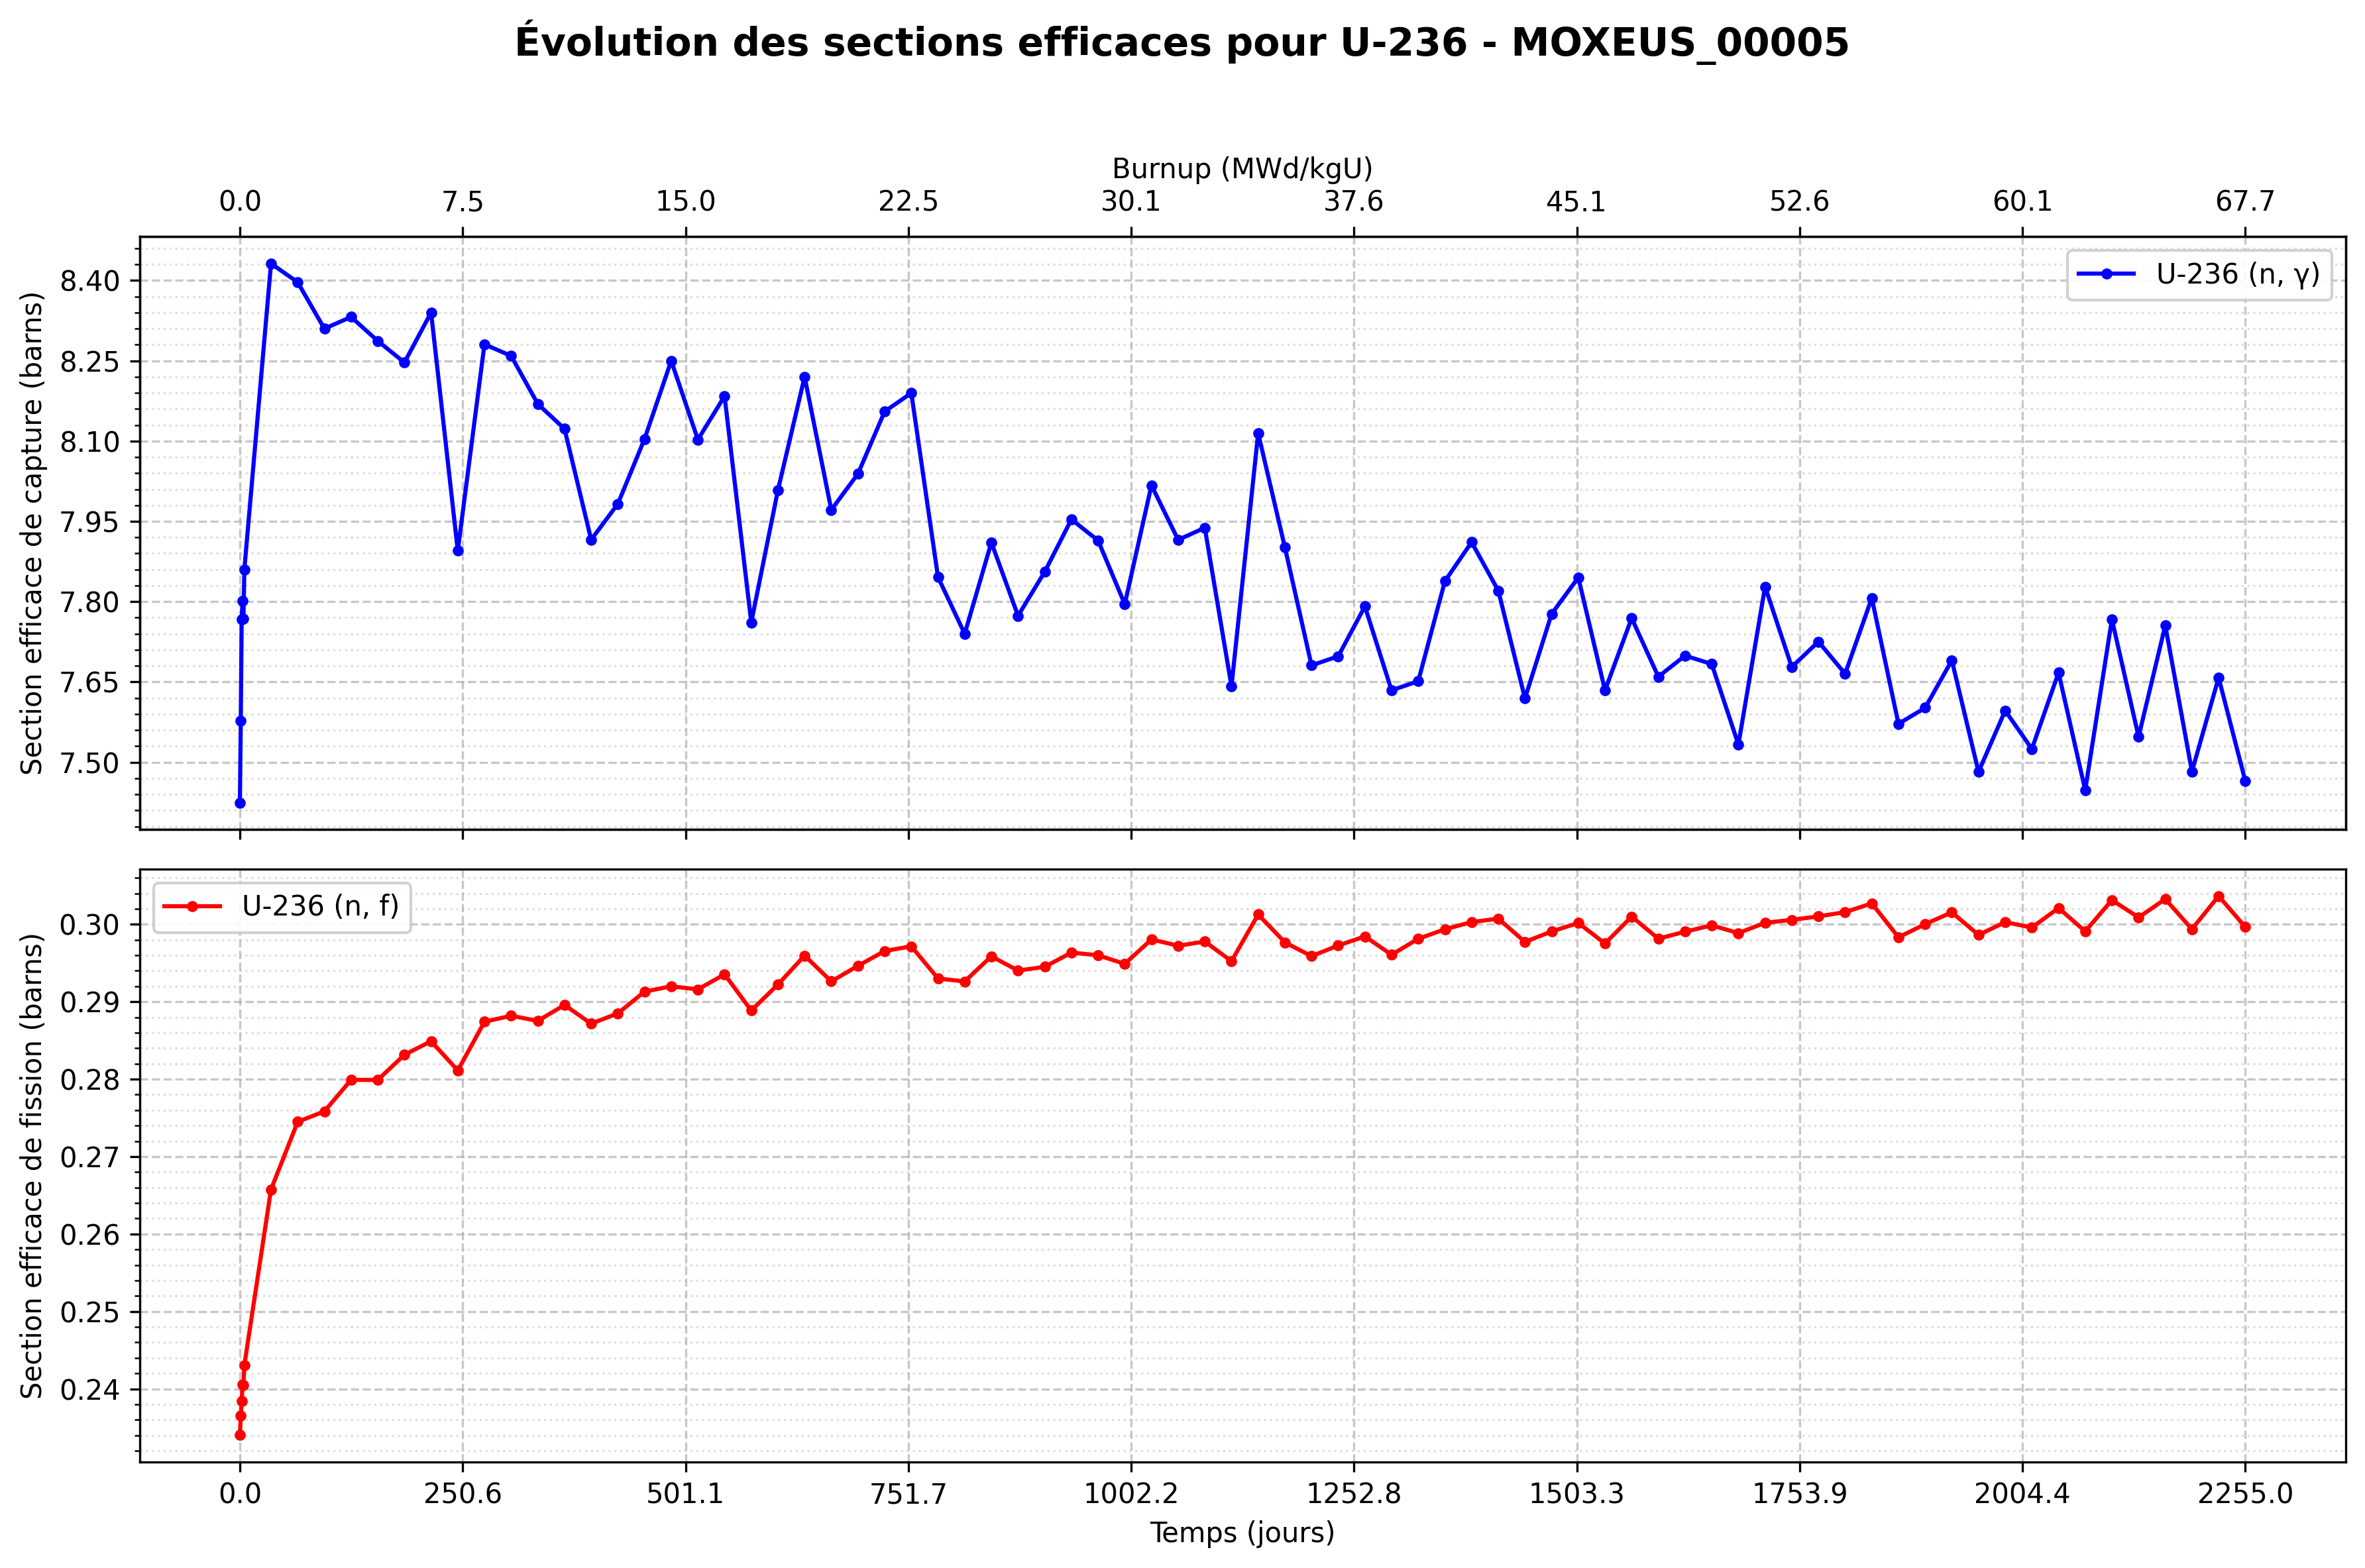 Évolution des sections efficaces pour U-236 - MOXEUS_00005
Burnup (MWd/kgU)
0.0 7.5 15.0 22.5 30.1 37.6 45.1 52.6 60.1 67.7
Section efficace de capture (barns)
8.40
8.25
8.10
7.95
7.80
7.65
7.50
U-236 (n, γ)
Section efficace de fission (barns)
0.30
0.29
0.28
0.27
0.26
0.25
0.24
U-236 (n, f)
0.0 250.6 501.1 751.7 1002.2 1252.8 1503.3 1753.9 2004.4 2255.0
Temps (jours)